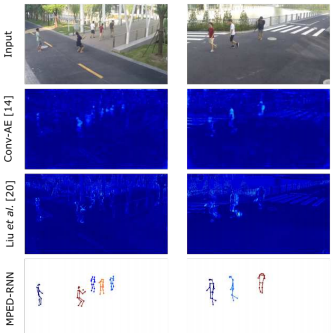 Input
Conv-AE [14]
Liu et al. [20]
MPED-RNN